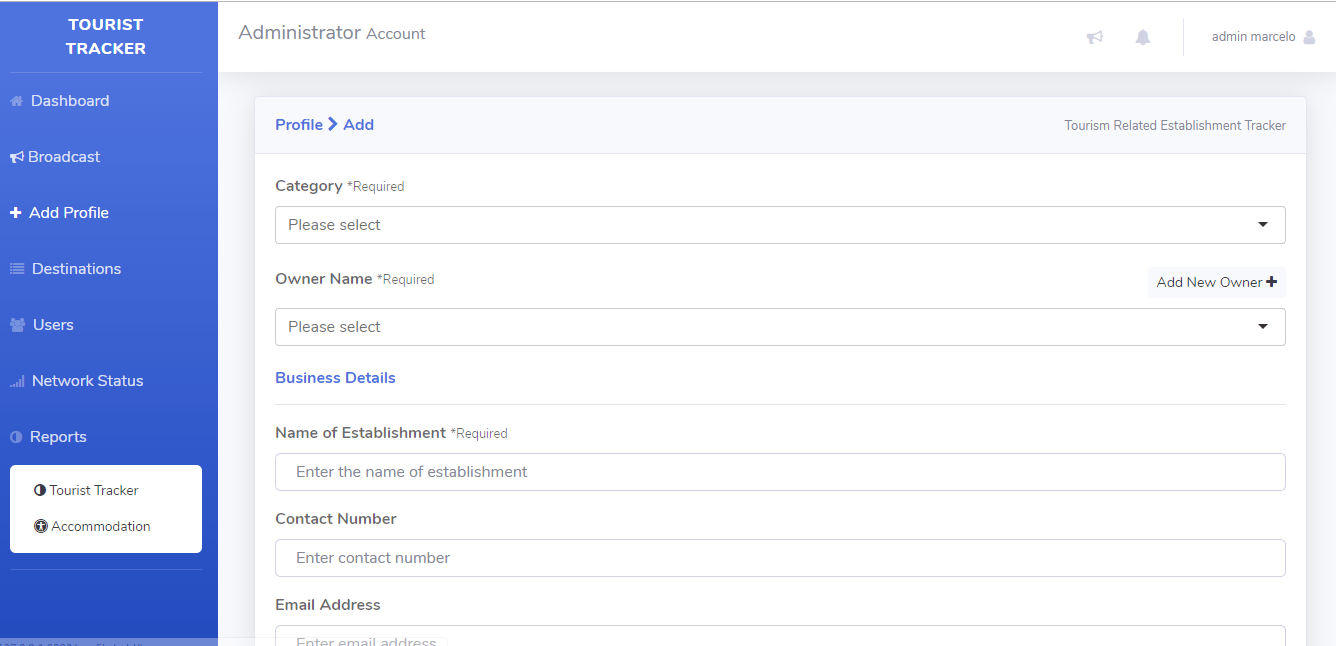 TOURIST
TRACKER
Administrator Account
admin marcelo
Dashboard
Broadcast
Add Profile
Destinations
Users
Network Status
Reports
Tourist Tracker
Accommodation
Profile Add
Tourism Related Establishment Tracker
Category *Required
Please select
Owner Name *Required
Add New Owner
Please select
Business Details
Name of Establishment *Required
Enter the name of establishment
Contact Number
Enter contact number
Email Address
Enter email address